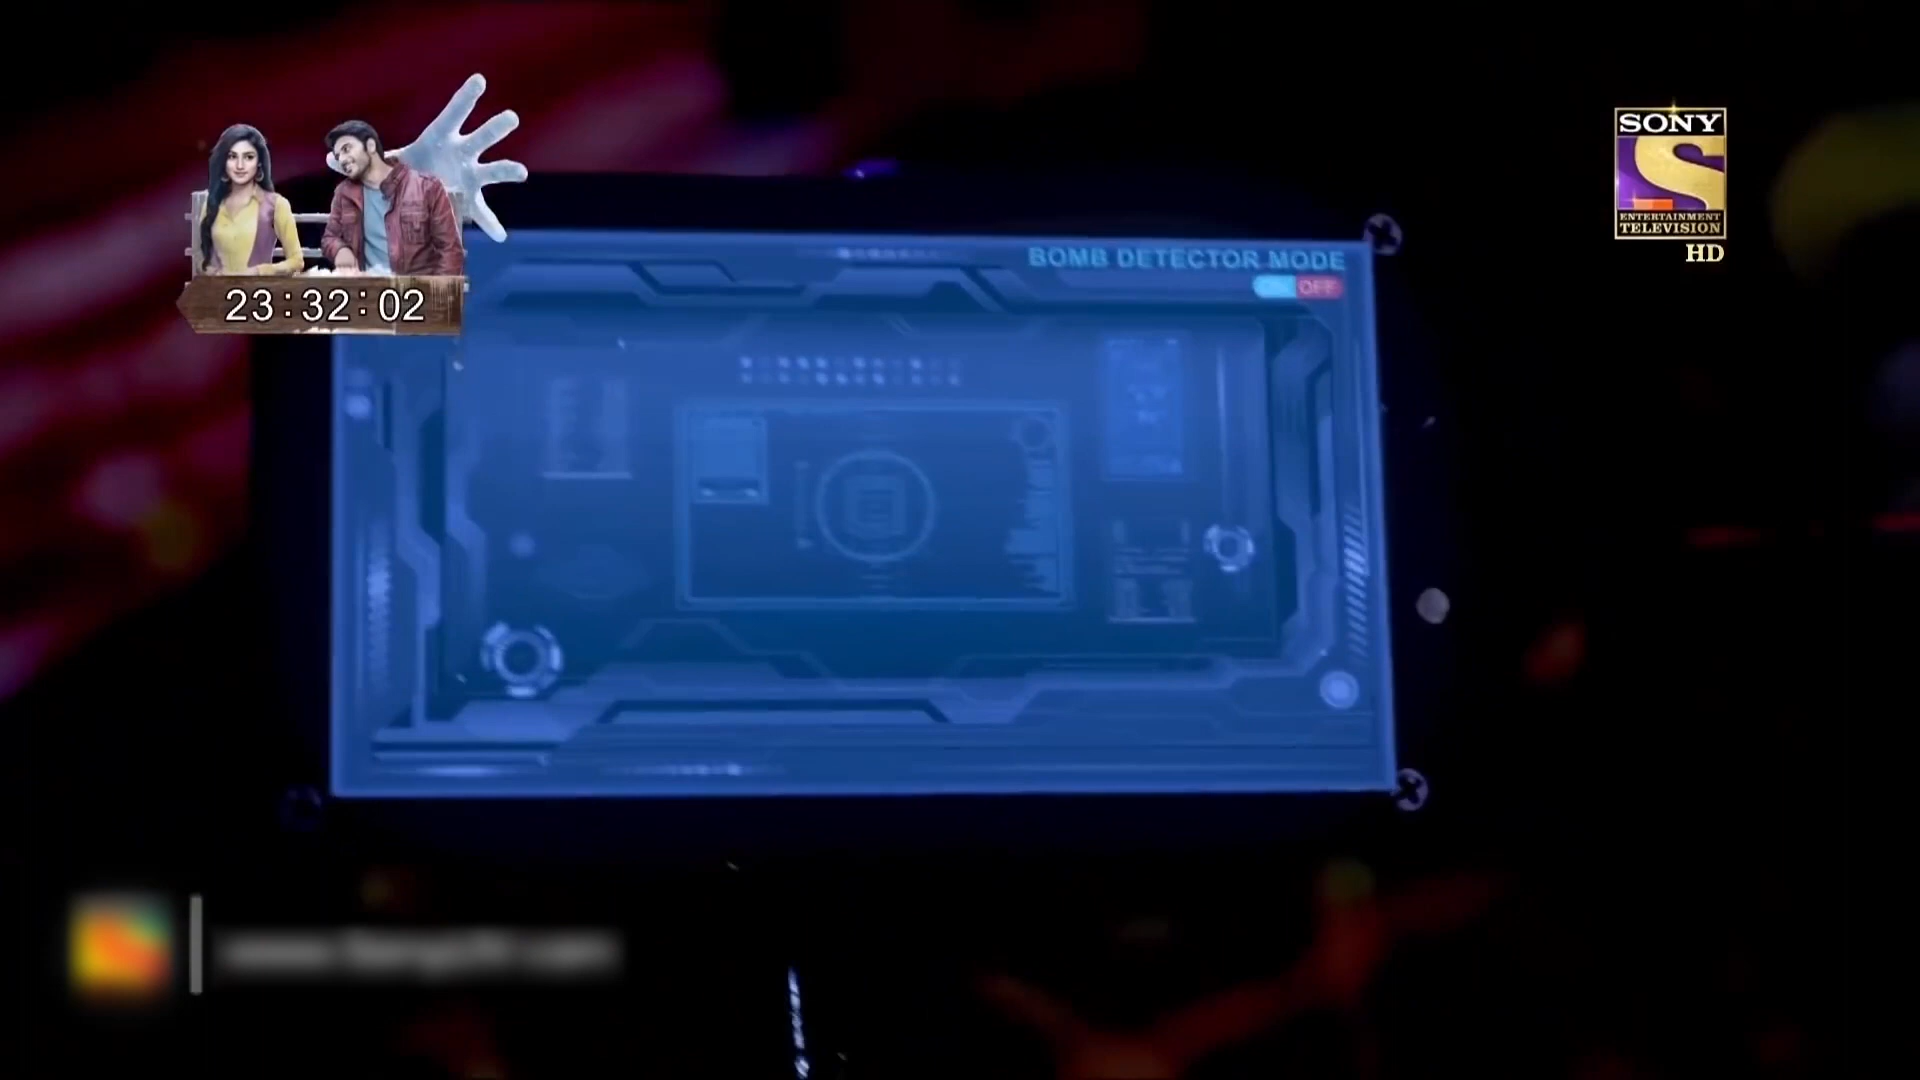 SONY
ENTERTAINMENT
TELEVISION
HD
BOMB DETECTOR MODE
OFF
23:32:02